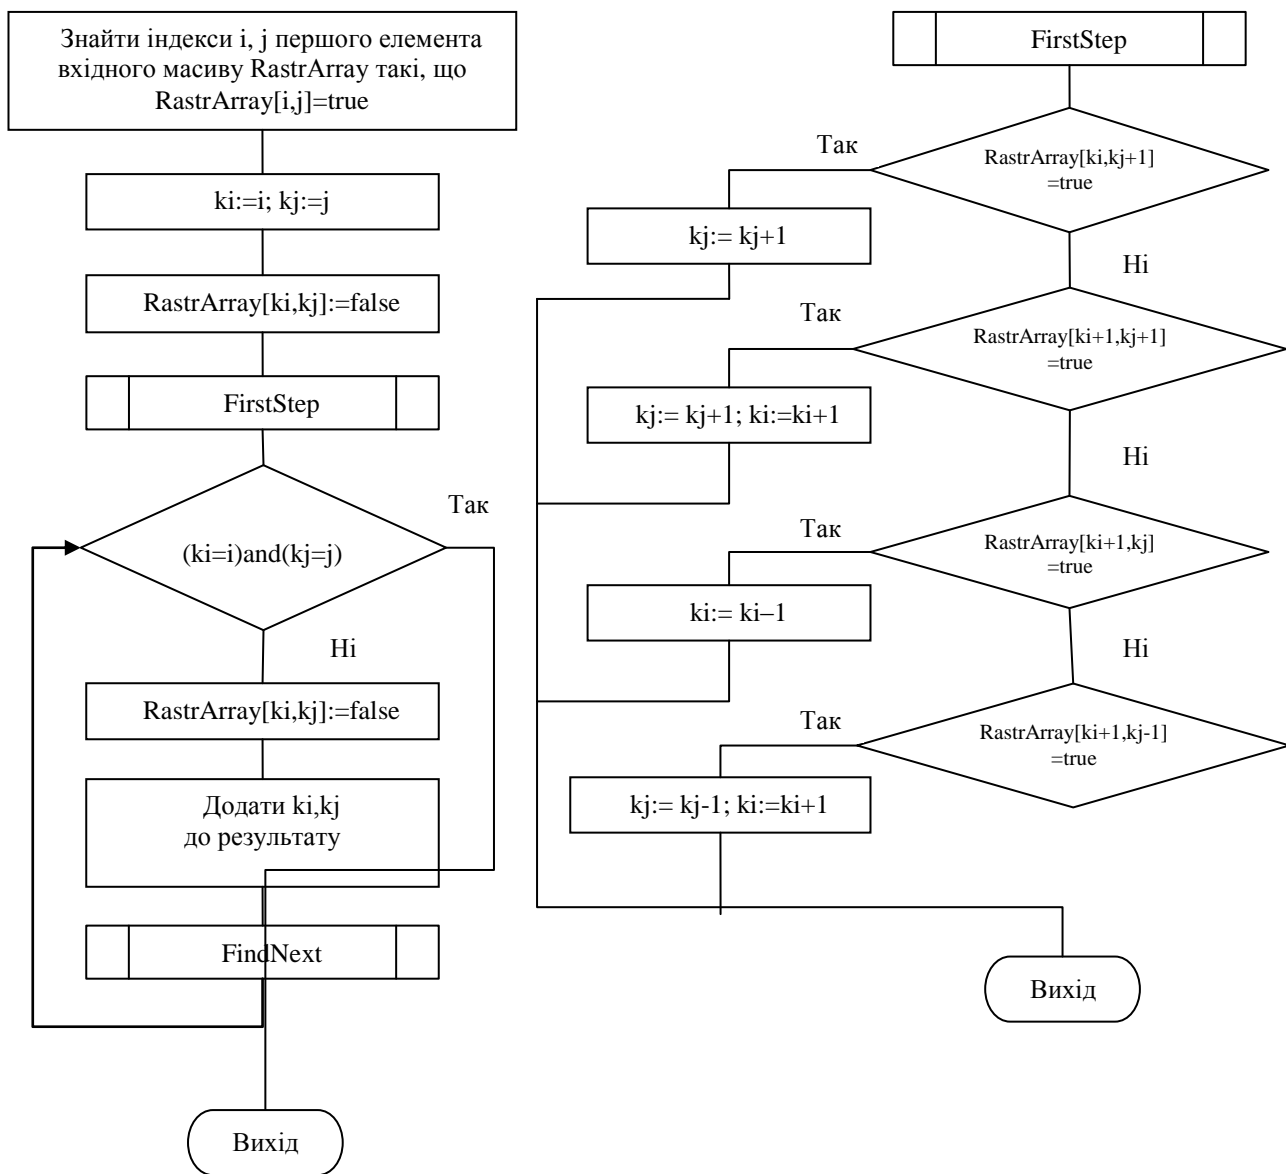 Знайти індекси i, j першого елемента
вхідного масиву RastrArray такі, що
RastrArray[i,j]=true
ki:=i; kj:=j
RastrArray[ki,kj]:=false
FirstStep
Так
(ki=i)and(kj=j)
Ні
RastrArray[ki,kj]:=false
Додати ki,kj
до результату
FindNext
Вихід
FirstStep
Так
RastrArray[ki,kj+1]
=true
kj:= kj+1
Ні
Так
RastrArray[ki+1,kj+1]
=true
kj:= kj+1; ki:=ki+1
Ні
Так
RastrArray[ki+1,kj]
=true
ki:= ki–1
Ні
Так
RastrArray[ki+1,kj-1]
=true
kj:= kj-1; ki:=ki+1
Вихід